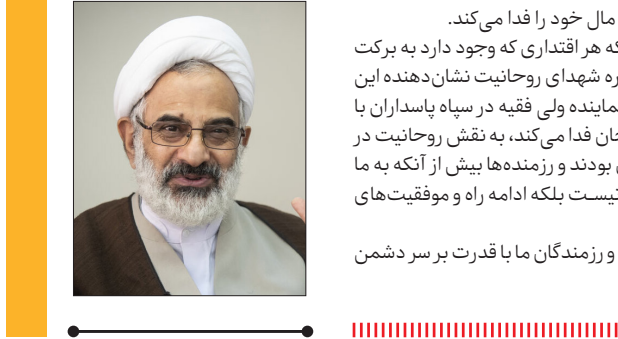 مال خود را فدا می‌کند.
که هر اقتداری که وجود دارد به برکت
ره شهدای روحانیت نشان‌دهنده این
نماینده ولی فقیه در سپاه پاسداران با
جان فدا می‌کند، به نقش روحانیت در
بودند و رزمنده‌ها بیش از آنکه به ما
نیست بلکه ادامه راه و موفقیت‌های
و رزمندگان ما با قدرت بر سر دشمن